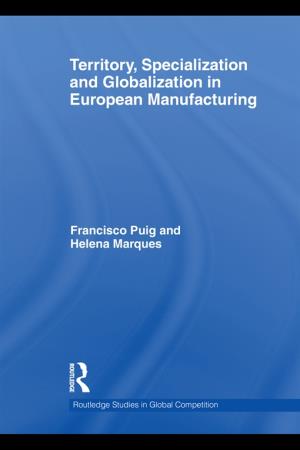 Territory, Specialization
and Globalization in
European Manufacturing
Francisco Puig and
Helena Marques
ROUTLEDGE
Routledge Studies in Global Competition